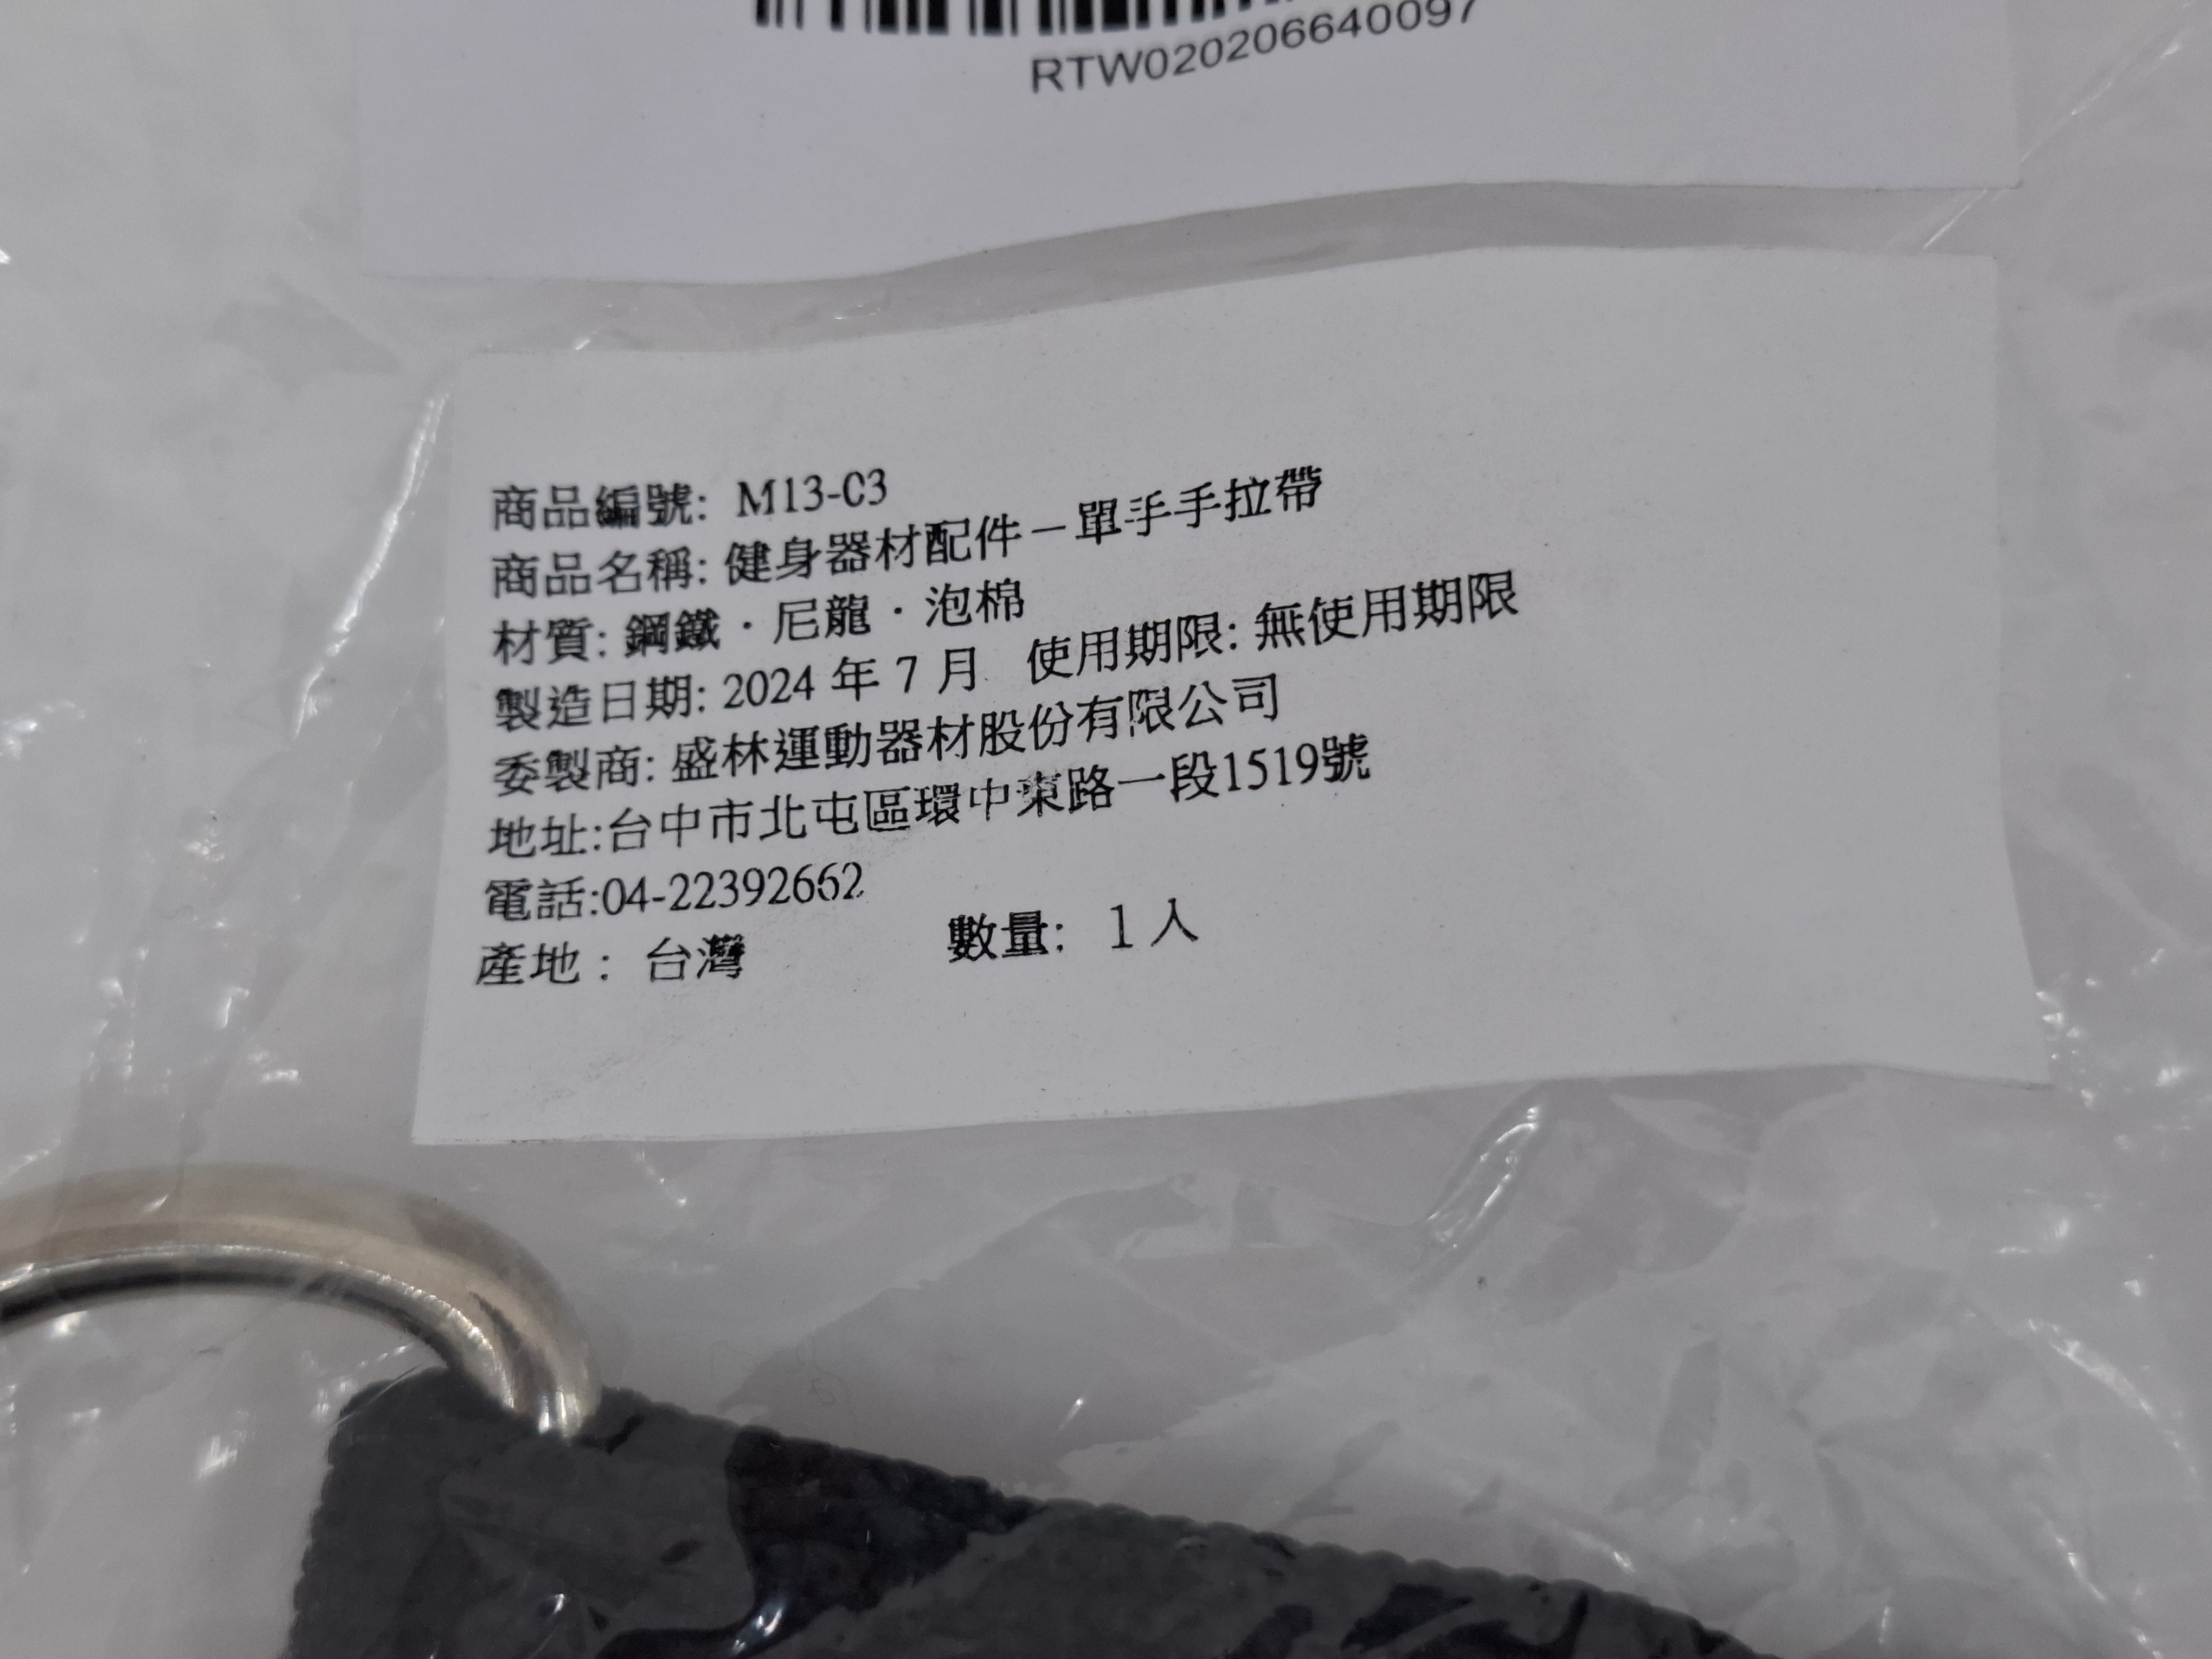 RTW020206640097
商品編號: M13-C3
商品名稱: 健身器材配件－單手手拉帶
材質: 鋼鐵．尼龍．泡棉
製造日期: 2024 年 7 月 使用期限: 無使用期限
委製商: 盛林運動器材股份有限公司
地址:台中市北屯區環中東路一段1519號
電話:04-22392662
產地： 台灣 數量: 1 入